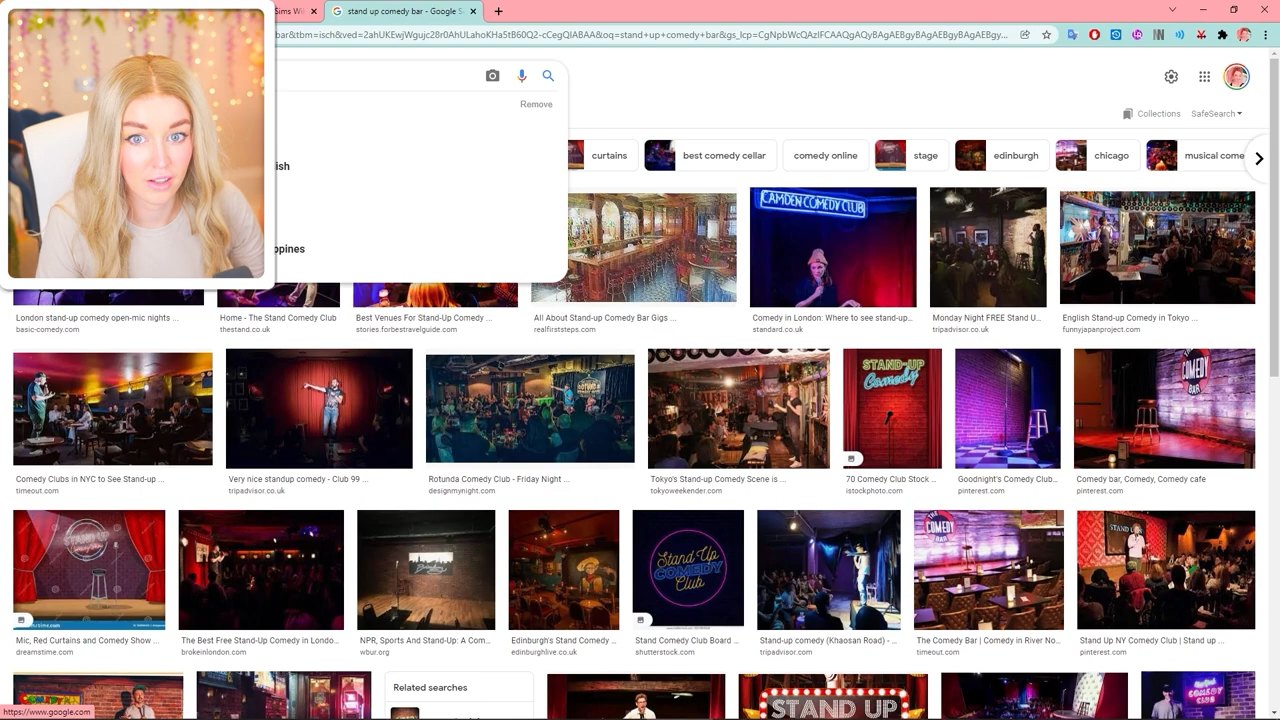 Sims Wi
stand up comedy bar - Google S
bar&tbm=isch&ved=2ahUKEwjWgujc28r0AhULahoKHa5tB60Q2-cCegQIABAA&oq=stand+up+comedy+bar&gs_lcp=CgNpbWcQAzIFCAAQgAQyBAgAEBgyBAgAEBgyBAgAEBgy...
Remove
ish
ppines
Collections
SafeSearch
curtains
best comedy cellar
comedy online
stage
edinburgh
chicago
musical come
CAMDEN COMEDY CLUB
London stand-up comedy open-mic nights ...
basic-comedy.com
Home - The Stand Comedy Club
thestand.co.uk
Best Venues For Stand-Up Comedy ...
stories.forbestravelguide.com
All About Stand-up Comedy Bar Gigs ...
realfirststeps.com
Comedy in London: Where to see stand-up...
standard.co.uk
Monday Night FREE Stand U...
tripadvisor.co.uk
English Stand-up Comedy in Tokyo ...
funnyjapanproject.com
STAND-UP
Comedy
THE
COMEDY
BAR
Comedy Clubs in NYC to See Stand-up ...
timeout.com
Very nice standup comedy - Club 99 ...
tripadvisor.co.uk
Rotunda Comedy Club - Friday Night ...
designmynight.com
Tokyo's Stand-up Comedy Scene is ...
tokyoweekender.com
70 Comedy Club Stock ...
istockphoto.com
Goodnight's Comedy Club...
pinterest.com
Comedy bar, Comedy, Comedy cafe
pinterest.com
STAND UP
Stand Up
COMEDY
Club
THE
COMEDY
BAR
STAND UP
Mic, Red Curtains and Comedy Show ...
dreamstime.com
The Best Free Stand-Up Comedy in Londo...
brokeinlondon.com
NPR, Sports And Stand-Up: A Com...
wbur.org
Edinburgh's Stand Comedy ...
edinburghlive.co.uk
Stand Comedy Club Board ...
shutterstock.com
Stand-up comedy (Khaosan Road) - ...
tripadvisor.com
The Comedy Bar | Comedy in River No...
timeout.com
Stand Up NY Comedy Club | Stand up ...
pinterest.com
Related searches
STAND UP
https://www.google.com